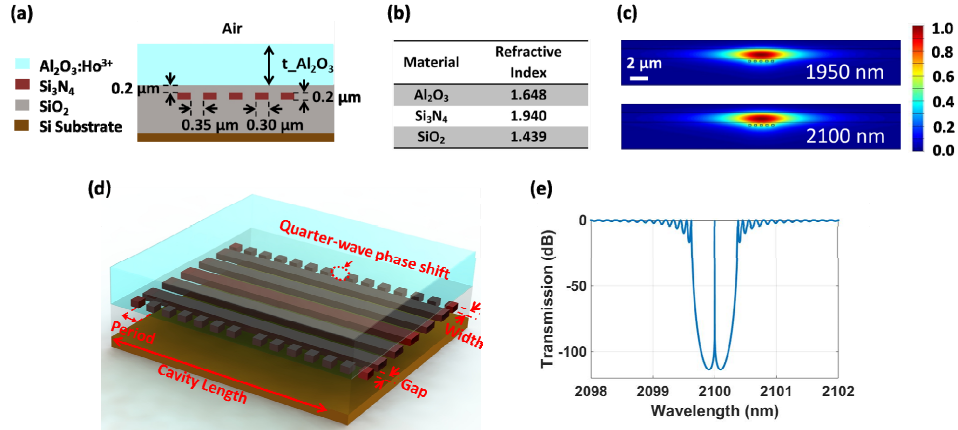 (a)
Air
Al₂O₃:Ho³⁺
Si₃N₄
SiO₂
Si Substrate
t_Al₂O₃
0.2 μm
0.2 μm
0.35 μm
0.30 μm
(b)
Material
Refractive Index
Al₂O₃ 1.648
Si₃N₄ 1.940
SiO₂ 1.439
(c)
2 μm
1950 nm
2100 nm
1.0
0.8
0.6
0.4
0.2
0.0
(d)
Quarter-wave phase shift
Width
Period
Cavity Length
Gap
(e)
Transmission (dB)
0
-50
-100
2098 2099 2100 2101 2102
Wavelength (nm)